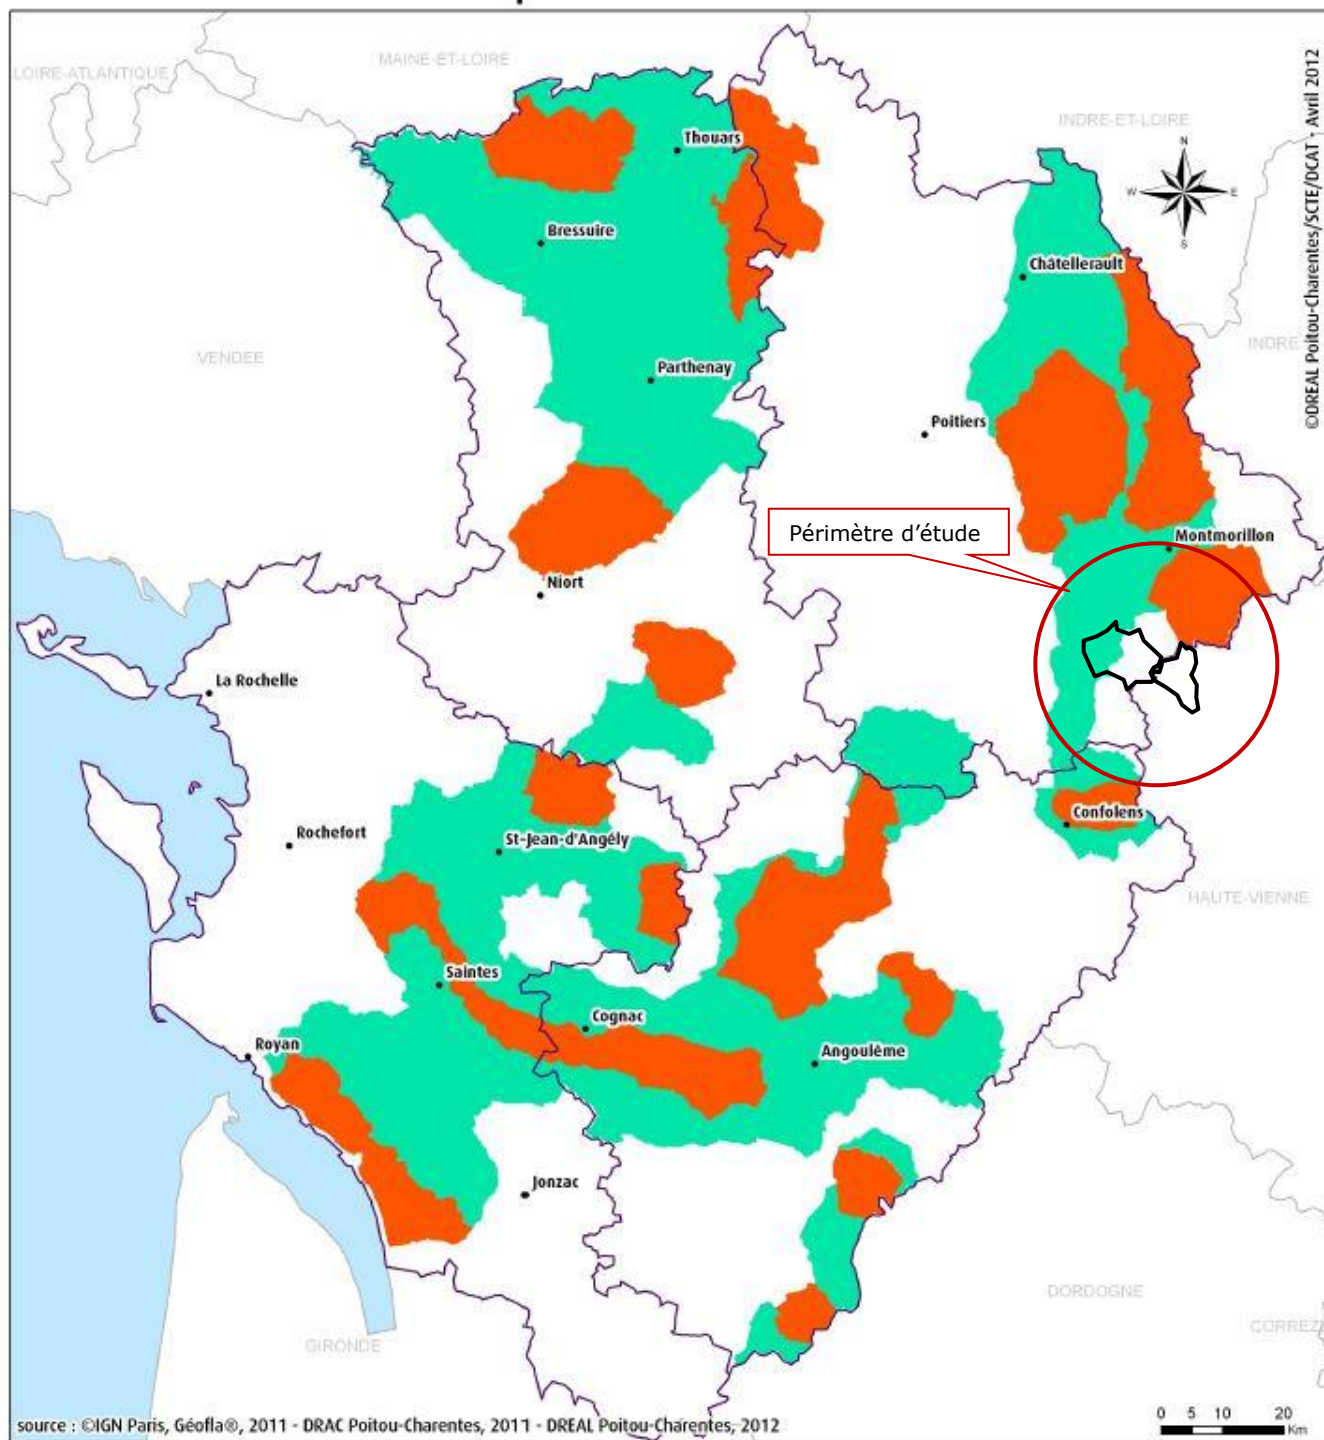 MAINE-ET-LOIRE
LOIRE-ATLANTIQUE
INDRE-ET-LOIRE
N
W
E
S
©DREAL Poitou-Charentes/SCTE/DCAT - Avril 2012
Thouars
Bressuire
Châtellerault
VENDEE
INDRE
Parthenay
Poitiers
Périmètre d'étude
Montmorillon
Niort
La Rochelle
Rochefort
St-Jean-d'Angély
Confolens
HAUTE-VIENNE
Saintes
Cognac
Royan
Angoulême
Jonzac
DORDOGNE
CORREZ
GIRONDE
source : ©IGN Paris, Géofla®, 2011 - DRAC Poitou-Charentes, 2011 - DREAL Poitou-Charentes, 2012
0 5 10 20
Km